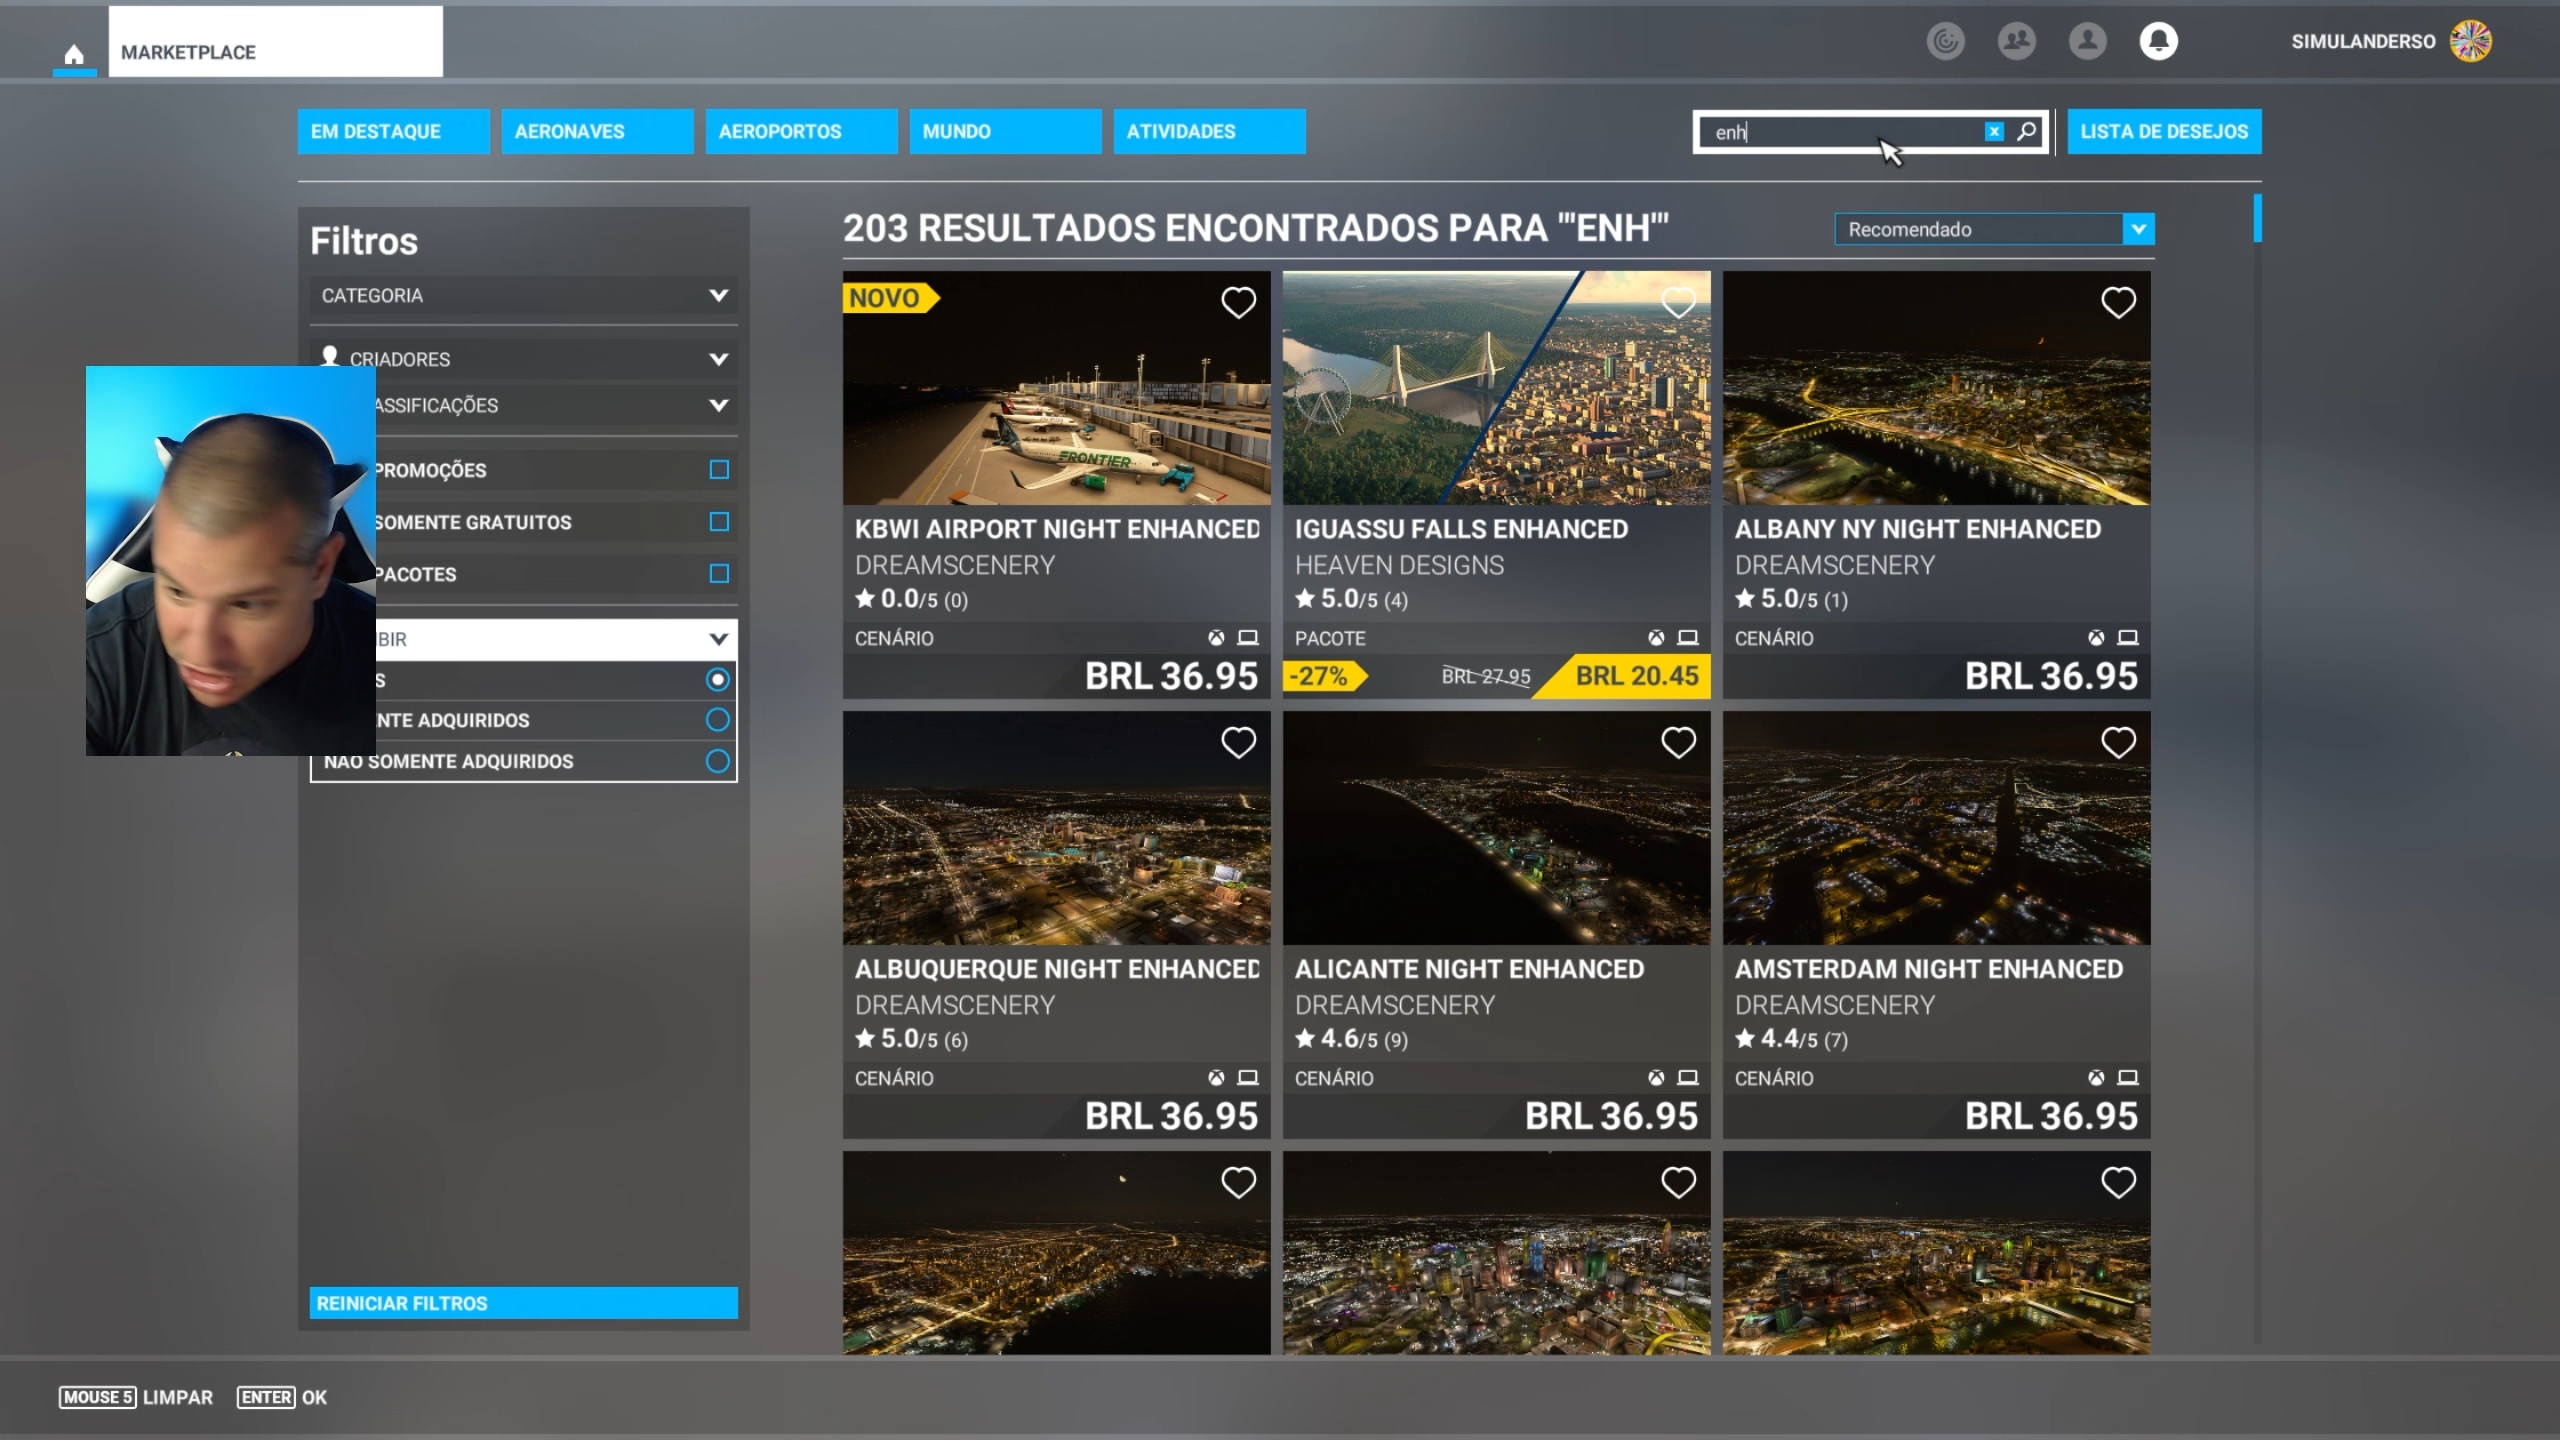 MARKETPLACE
SIMULANDERSO
EM DESTAQUE
AERONAVES
AEROPORTOS
MUNDO
ATIVIDADES
enh
x
LISTA DE DESEJOS
Filtros
CATEGORIA
CRIADORES
ASSIFICAÇÕES
PROMOÇÕES
SOMENTE GRATUITOS
PACOTES
IBIR
S
NTE ADQUIRIDOS
NÃO SOMENTE ADQUIRIDOS
REINICIAR FILTROS
203 RESULTADOS ENCONTRADOS PARA '"ENH"'
Recomendado
NOVO
FRONTIER
KBWI AIRPORT NIGHT ENHANCED
DREAMSCENERY
0.0/5 (0)
CENÁRIO
BRL 36.95
IGUASSU FALLS ENHANCED
HEAVEN DESIGNS
5.0/5 (4)
PACOTE
-27% BRL 27.95 BRL 20.45
ALBANY NY NIGHT ENHANCED
DREAMSCENERY
5.0/5 (1)
CENÁRIO
BRL 36.95
ALBUQUERQUE NIGHT ENHANCED
DREAMSCENERY
5.0/5 (6)
CENÁRIO
BRL 36.95
ALICANTE NIGHT ENHANCED
DREAMSCENERY
4.6/5 (9)
CENÁRIO
BRL 36.95
AMSTERDAM NIGHT ENHANCED
DREAMSCENERY
4.4/5 (7)
CENÁRIO
BRL 36.95
MOUSE 5 LIMPAR ENTER OK